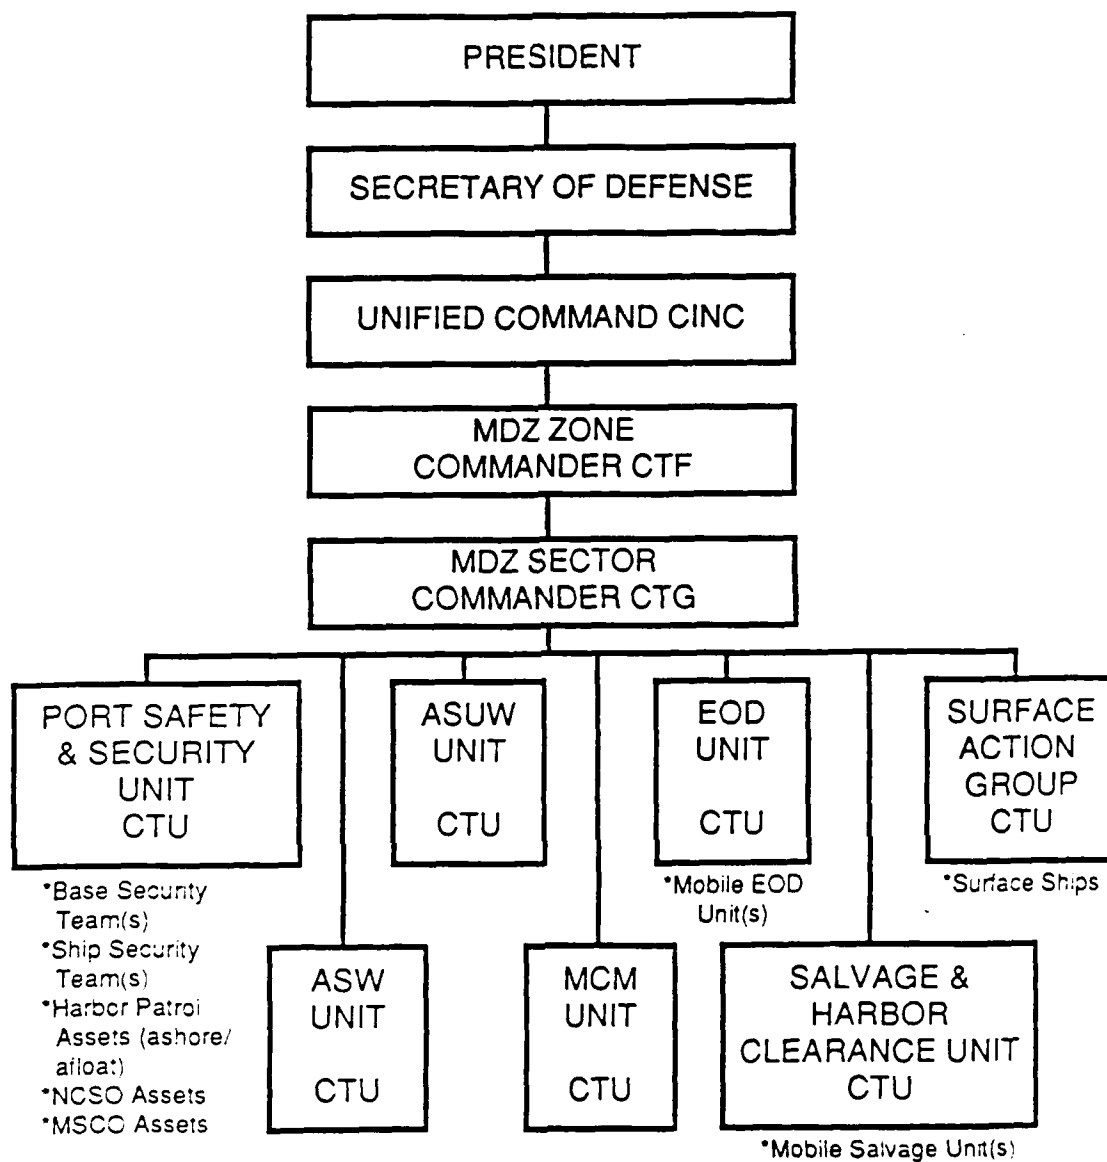 PRESIDENT
SECRETARY OF DEFENSE
UNIFIED COMMAND CINC
MDZ ZONE
COMMANDER CTF
MDZ SECTOR
COMMANDER CTG
PORT SAFETY
& SECURITY
UNIT
CTU
*Base Security
Team(s)
*Ship Security
Team(s)
*Harbor Patrol
Assets (ashore/
afloat)
*NCSO Assets
*MSCO Assets
ASW
UNIT
CTU
ASUW
UNIT
CTU
MCM
UNIT
CTU
EOD
UNIT
CTU
*Mobile EOD
Unit(s)
SALVAGE &
HARBOR
CLEARANCE UNIT
CTU
*Mobile Salvage Unit(s)
SURFACE
ACTION
GROUP
CTU
*Surface Ships